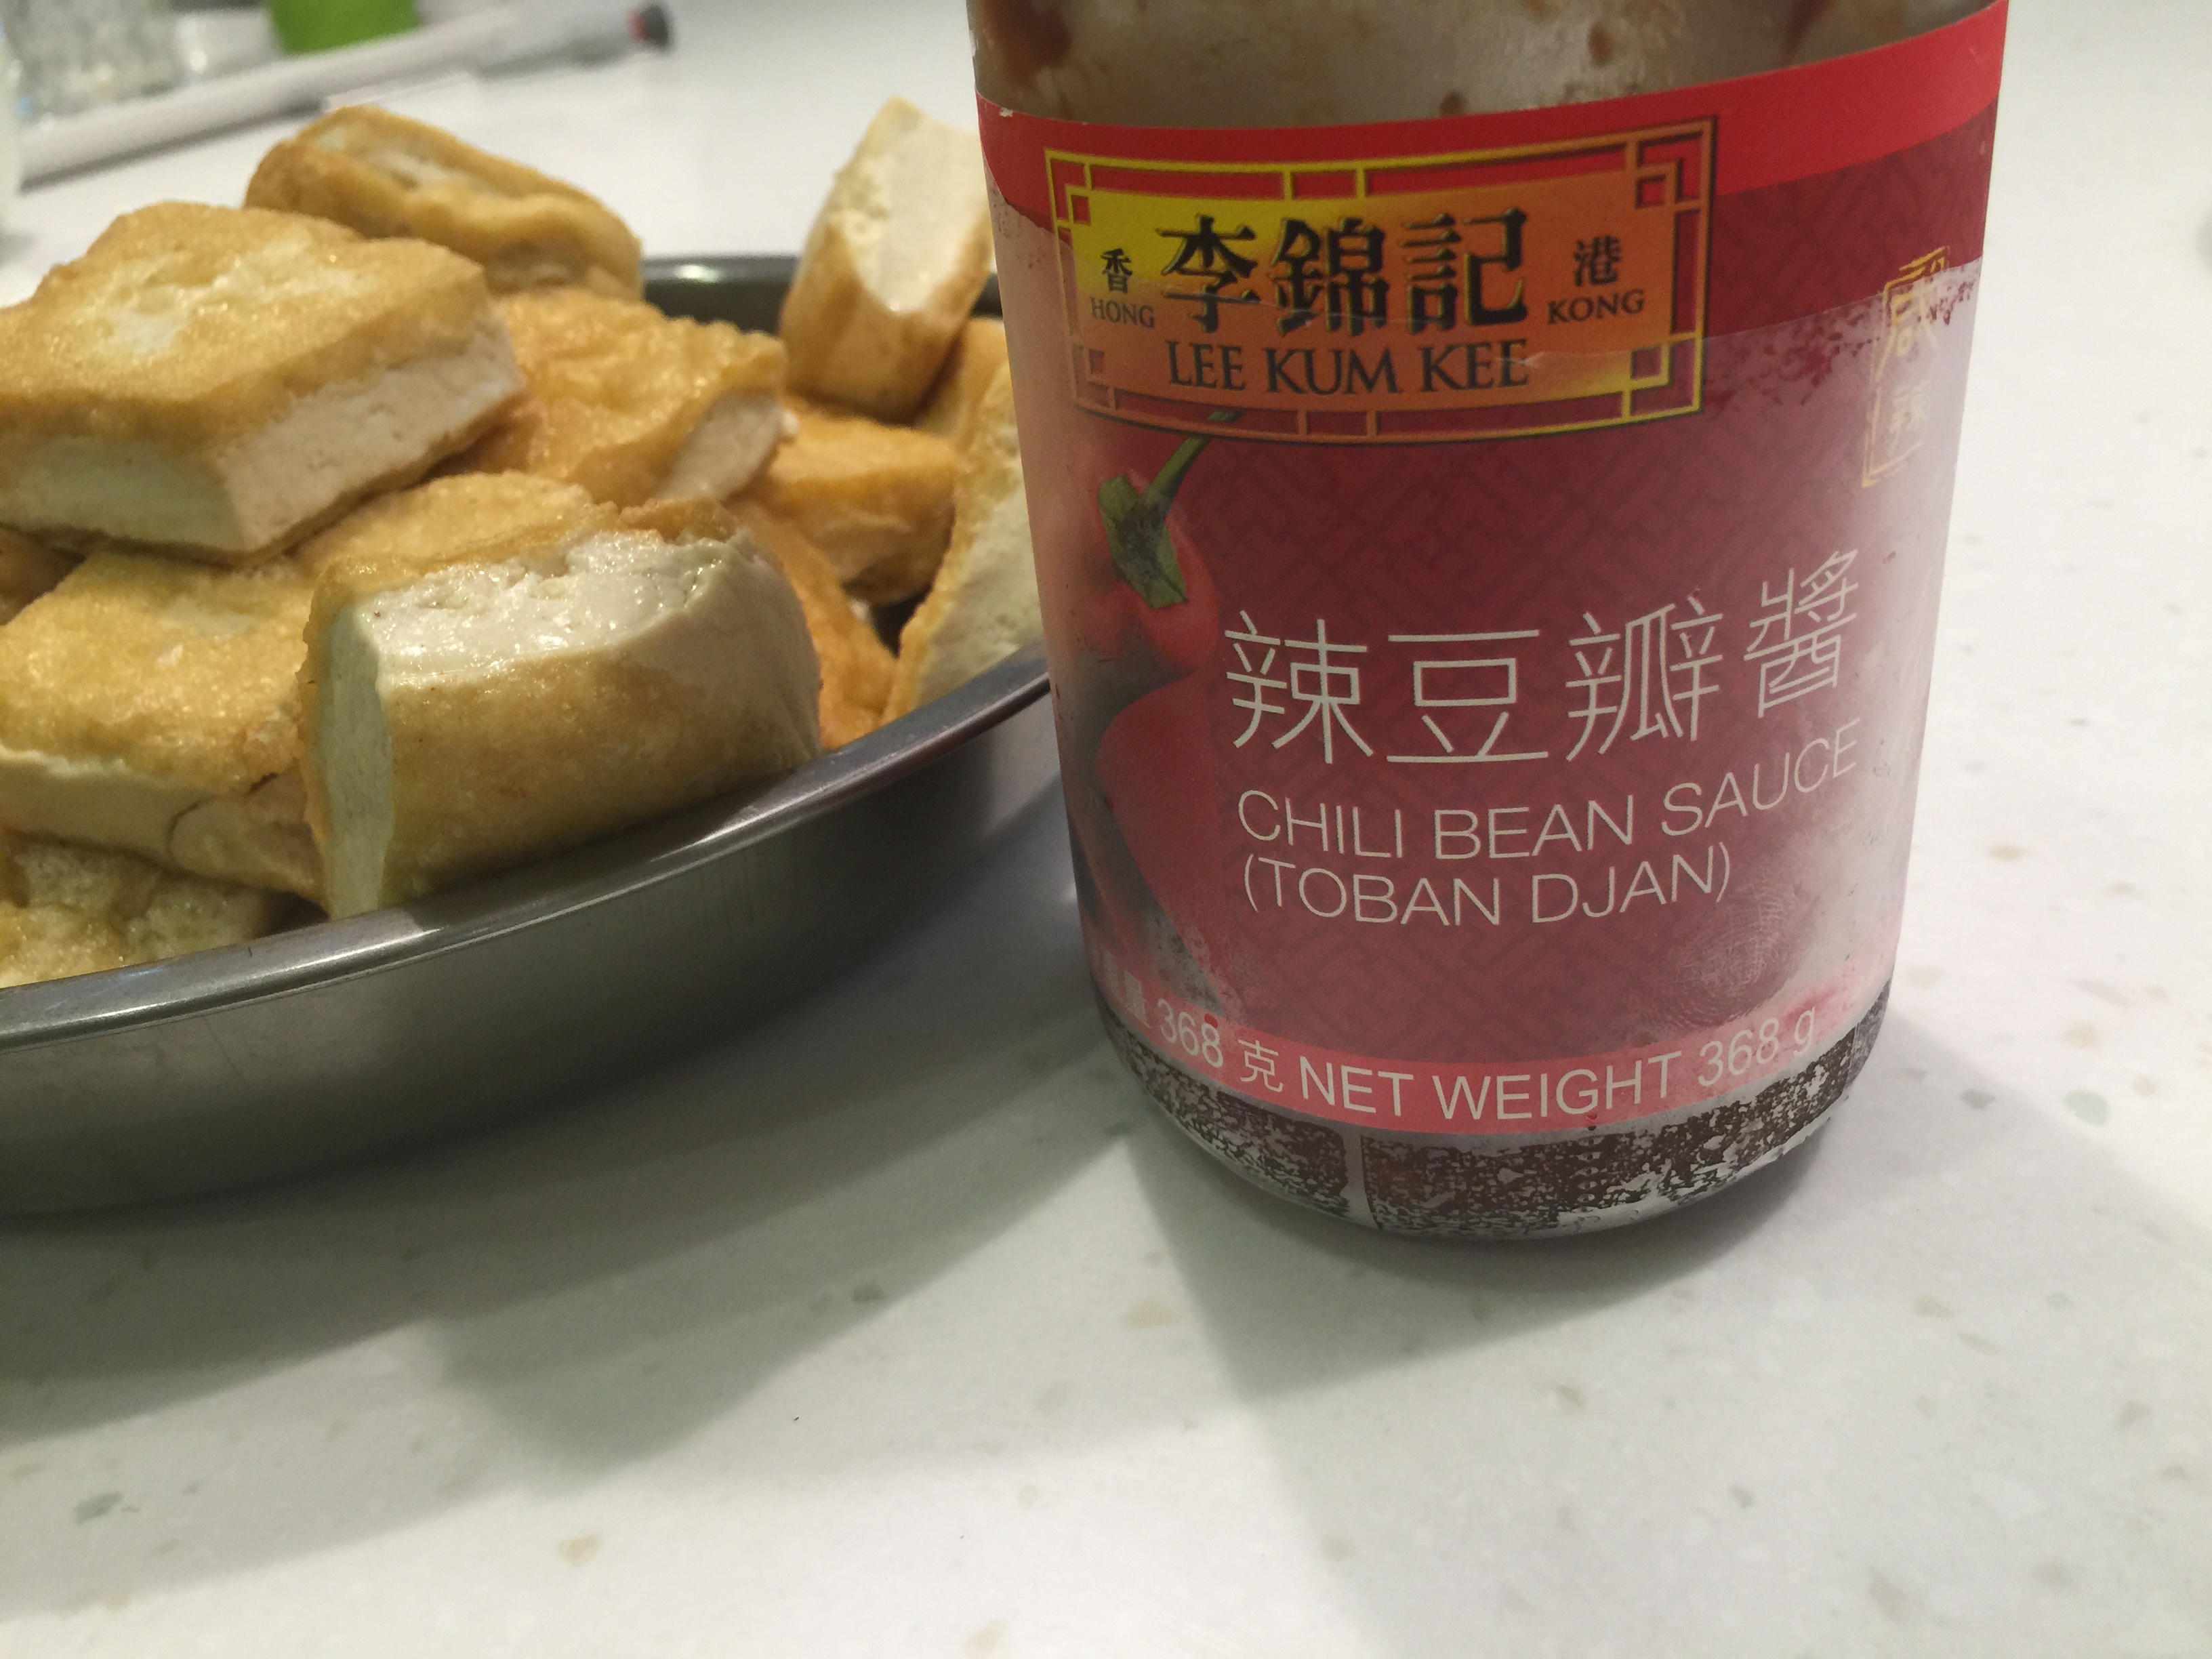 香 李錦記 港
HONG KONG
LEE KUM KEE
辣豆瓣醬
CHILI BEAN SAUCE
(TOBAN DJAN)
368 克 NET WEIGHT 368 g